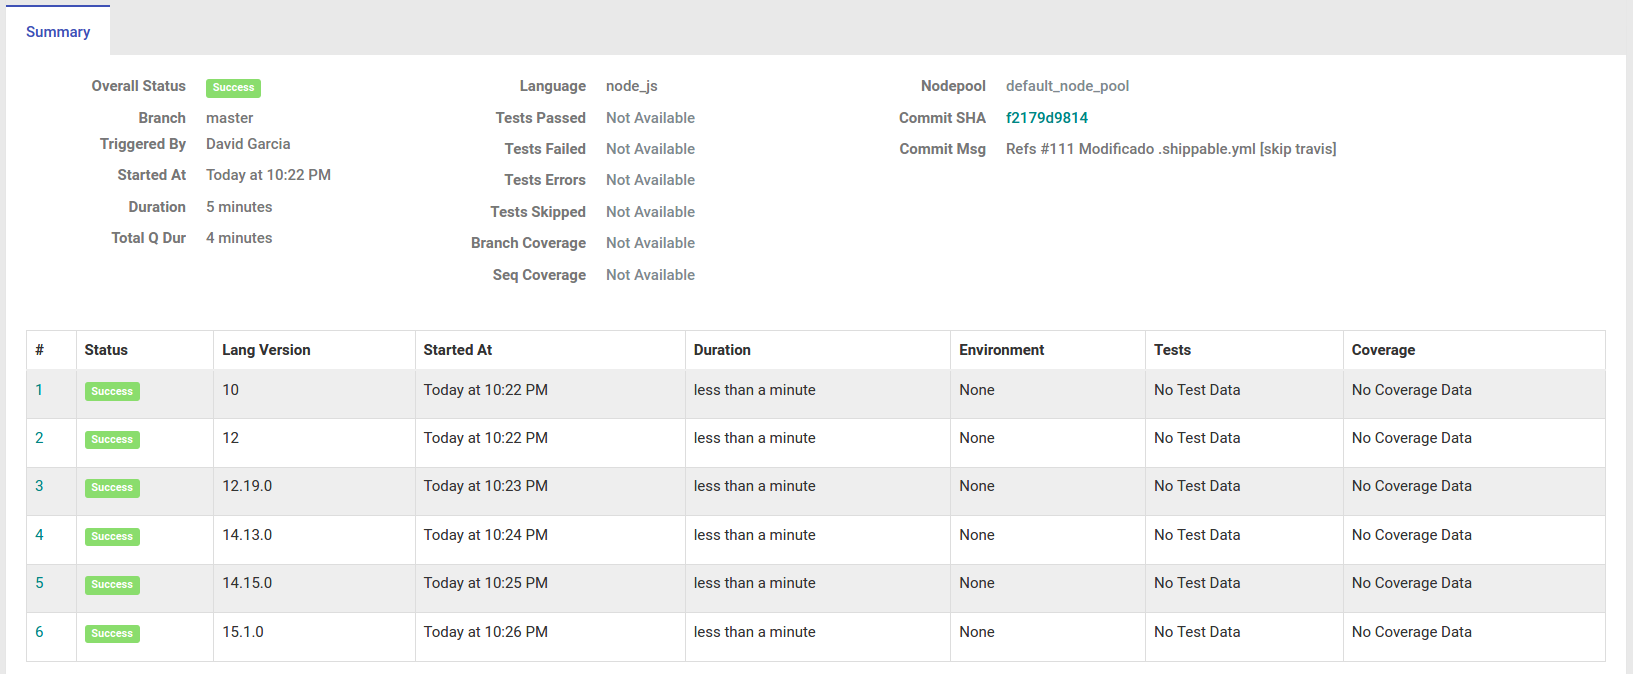 Summary
Overall Status Success
Branch master
Triggered By David Garcia
Started At Today at 10:22 PM
Duration 5 minutes
Total Q Dur 4 minutes
Language node_js
Tests Passed Not Available
Tests Failed Not Available
Tests Errors Not Available
Tests Skipped Not Available
Branch Coverage Not Available
Seq Coverage Not Available
Nodepool default_node_pool
Commit SHA f2179d9814
Commit Msg Refs #111 Modificado .shippable.yml [skip travis]
# Status Lang Version Started At Duration Environment Tests Coverage
1 Success 10 Today at 10:22 PM less than a minute None No Test Data No Coverage Data
2 Success 12 Today at 10:22 PM less than a minute None No Test Data No Coverage Data
3 Success 12.19.0 Today at 10:23 PM less than a minute None No Test Data No Coverage Data
4 Success 14.13.0 Today at 10:24 PM less than a minute None No Test Data No Coverage Data
5 Success 14.15.0 Today at 10:25 PM less than a minute None No Test Data No Coverage Data
6 Success 15.1.0 Today at 10:26 PM less than a minute None No Test Data No Coverage Data